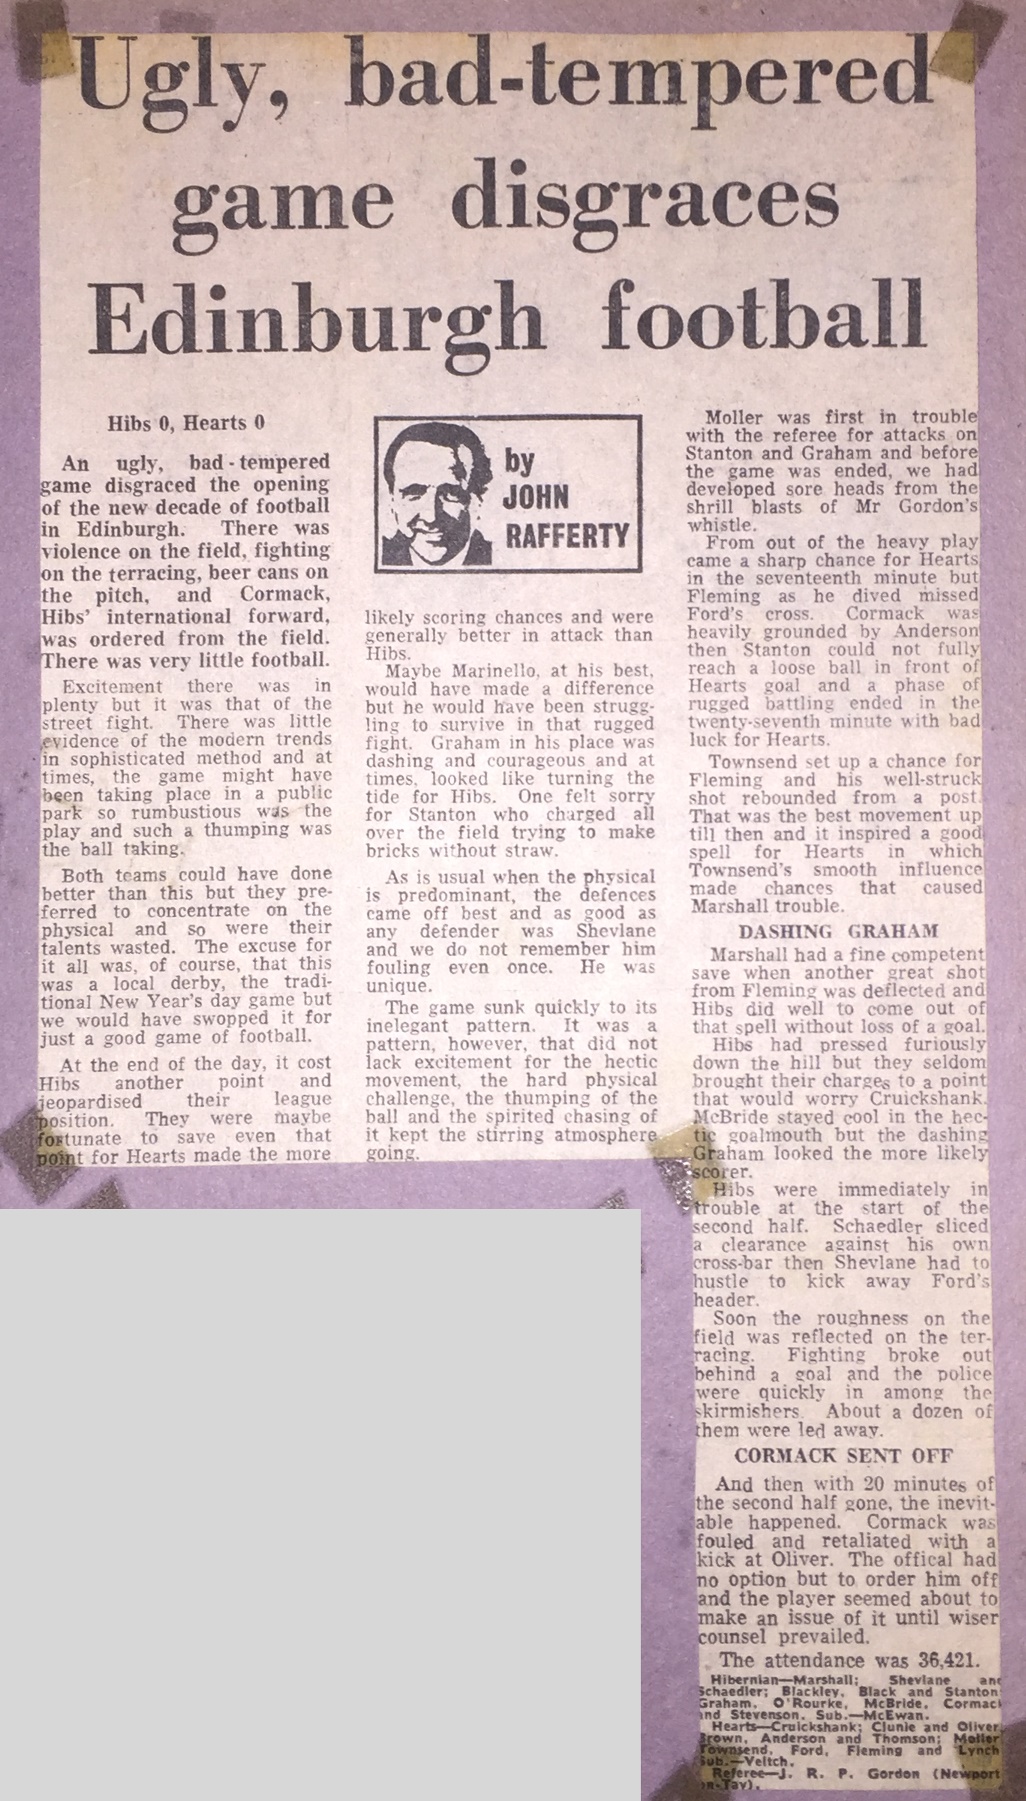 Ugly, bad-tempered
game disgraces
Edinburgh football
Hibs 0, Hearts 0
An ugly, bad-tempered
game disgraced the opening
of the new decade of football
in Edinburgh. There was
violence on the field, fighting
on the terracing, beer cans on
the pitch, and Cormack,
Hibs' international forward,
was ordered from the field.
There was very little football.
Excitement there was in
plenty but it was that of the
street fight. There was little
evidence of the modern trends
in sophisticated method and at
times, the game might have
been taking place in a public
park so rumbustious was the
play and such a thumping was
the ball taking.
Both teams could have done
better than this but they pre-
ferred to concentrate on the
physical and so were their
talents wasted. The excuse for
it all was, of course, that this
was a local derby, the tradi-
tional New Year's day game but
we would have swopped it for
just a good game of football.
At the end of the day, it cost
Hibs another point and
jeopardised their league
position. They were maybe
fortunate to save even that
point for Hearts made the more
by
JOHN
RAFFERTY
likely scoring chances and were
generally better in attack than
Hibs.
Maybe Marinello, at his best,
would have made a difference
but he would have been strugg-
ling to survive in that rugged
fight. Graham in his place was
dashing and courageous and at
times, looked like turning the
tide for Hibs. One felt sorry
for Stanton who charged all
over the field trying to make
bricks without straw.
As is usual when the physical
is predominant, the defences
came off best and as good as
any defender was Shevlane
and we do not remember him
fouling even once. He was
unique.
The game sunk quickly to its
inelegant pattern. It was a
pattern, however, that did not
lack excitement for the hectic
movement, the hard physical
challenge, the thumping of the
ball and the spirited chasing of
it kept the stirring atmosphere
going.
Moller was first in trouble
with the referee for attacks on
Stanton and Graham and before
the game was ended, we had
developed sore heads from the
shrill blasts of Mr Gordon's
whistle.
From out of the heavy play
came a sharp chance for Hearts
in the seventeenth minute but
Fleming as he dived missed
Ford's cross. Cormack was
heavily grounded by Anderson
then Stanton could not fully
reach a loose ball in front of
Hearts goal and a phase of
rugged battling ended in the
twenty-seventh minute with bad
luck for Hearts.
Townsend set up a chance for
Fleming and his well-struck
shot rebounded from a post.
That was the best movement up
till then and it inspired a good
spell for Hearts in which
Townsend's smooth influence
made chances that caused
Marshall trouble.
DASHING GRAHAM
Marshall had a fine competent
save when another great shot
from Fleming was deflected and
Hibs did well to come out of
that spell without loss of a goal.
Hibs had pressed furiously
down the hill but they seldom
brought their charges to a point
that would worry Cruickshank.
McBride stayed cool in the hec-
tic goalmouth but the dashing
Graham looked the more likely
scorer.
Hibs were immediately in
trouble at the start of the
second half. Schaedler sliced
a clearance against his own
cross-bar then Shevlane had to
hustle to kick away Ford's
header.
Soon the roughness on the
field was reflected on the ter-
racing. Fighting broke out
behind a goal and the police
were quickly in among the
skirmishers. About a dozen of
them were led away.
CORMACK SENT OFF
And then with 20 minutes of
the second half gone, the inevit-
able happened. Cormack was
fouled and retaliated with a
kick at Oliver. The offical had
no option but to order him off
and the player seemed about to
make an issue of it until wiser
counsel prevailed.
The attendance was 36,421.
Hibernian—Marshall; Shevlane and
Schaedler; Blackley, Black and Stanton
Graham, O'Rourke, McBride, Cormack
and Stevenson. Sub.—McEwan.
Hearts—Cruickshank; Clunie and Oliver
Brown, Anderson and Thomson; Moller
Townsend, Ford, Fleming and Lynch
Sub.—Veitch.
Referee—J. R. P. Gordon (Newport
on-Tay).